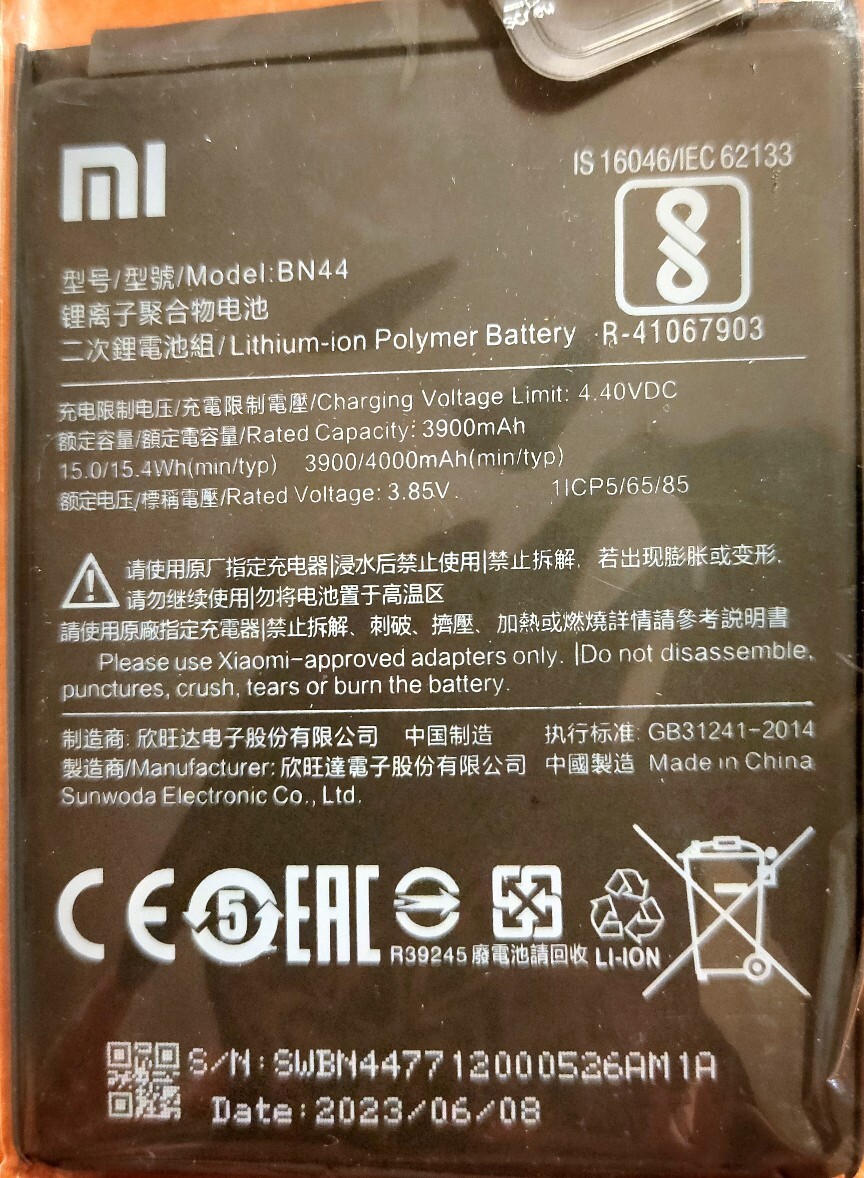 MI
IS 16046/IEC 62133
R-41067903
型号/型號/Model:BN44
锂离子聚合物电池
二次鋰電池組/Lithium-ion Polymer Battery
充电限制电压/充電限制電壓/Charging Voltage Limit: 4.40VDC
额定容量/額定電容量/Rated Capacity: 3900mAh
15.0/15.4Wh(min/typ) 3900/4000mAh(min/typ)
额定电压/標稱電壓/Rated Voltage: 3.85V. 1ICP5/65/85
请使用原厂指定充电器|浸水后禁止使用|禁止拆解. 若出现膨胀或变形.
请勿继续使用|勿将电池置于高温区
請使用原廠指定充電器|禁止拆解、刺破、擠壓、加熱或燃燒詳情請參考説明書
Please use Xiaomi-approved adapters only. |Do not disassemble,
punctures, crush, tears or burn the battery.
制造商: 欣旺达电子股份有限公司 中国制造 执行标准: GB31241-2014
製造商/Manufacturer: 欣旺達電子股份有限公司 中國製造 Made in China
Sunwoda Electronic Co., Ltd.
CE 5 EAC
R39245 廢電池請回收 LI-ION
S/N:SWBN447712000526AM1A
Date:2023/06/08